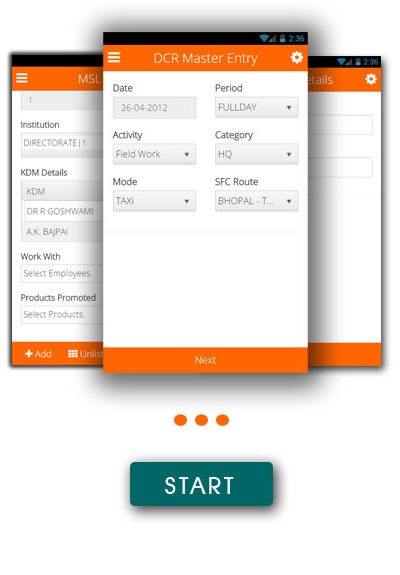 2:36
2:36
DCR Master Entry
MSL
etails
Date
Period
26-04-2012
FULLDAY
Activity
Category
Field Work
HQ
Mode
SFC Route
TAXI
BHOPAL - T...
Next
1
Institution
DIRECTORATE|1
KDM Details
KDM
DR R GOSHWAMI
A.K. BAJPAI
Work With
Select Employees.
Products Promoted
Select Products.
Add
Unlist
START